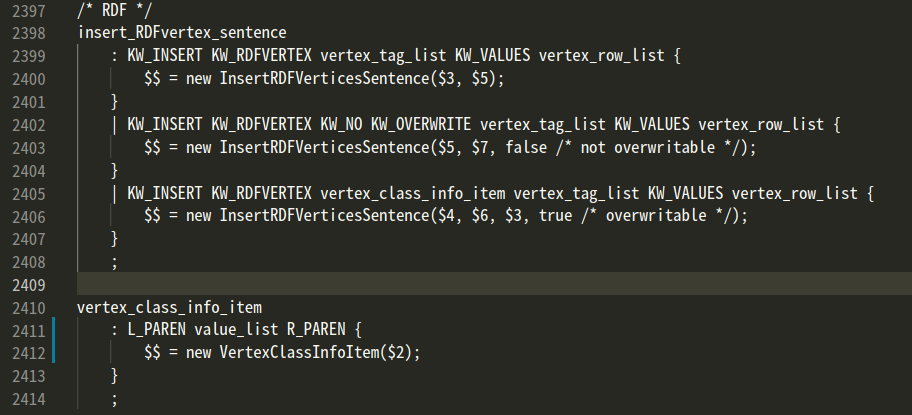 2397 /* RDF */
2398 insert_RDFvertex_sentence
2399 : KW_INSERT KW_RDFVERTEX vertex_tag_list KW_VALUES vertex_row_list {
2400 $$ = new InsertRDFVerticesSentence($3, $5);
2401 }
2402 | KW_INSERT KW_RDFVERTEX KW_NO KW_OVERWRITE vertex_tag_list KW_VALUES vertex_row_list {
2403 $$ = new InsertRDFVerticesSentence($5, $7, false /* not overwritable */);
2404 }
2405 | KW_INSERT KW_RDFVERTEX vertex_class_info_item vertex_tag_list KW_VALUES vertex_row_list {
2406 $$ = new InsertRDFVerticesSentence($4, $6, $3, true /* overwritable */);
2407 }
2408 ;
2409
2410 vertex_class_info_item
2411 : L_PAREN value_list R_PAREN {
2412 $$ = new VertexClassInfoItem($2);
2413 }
2414 ;